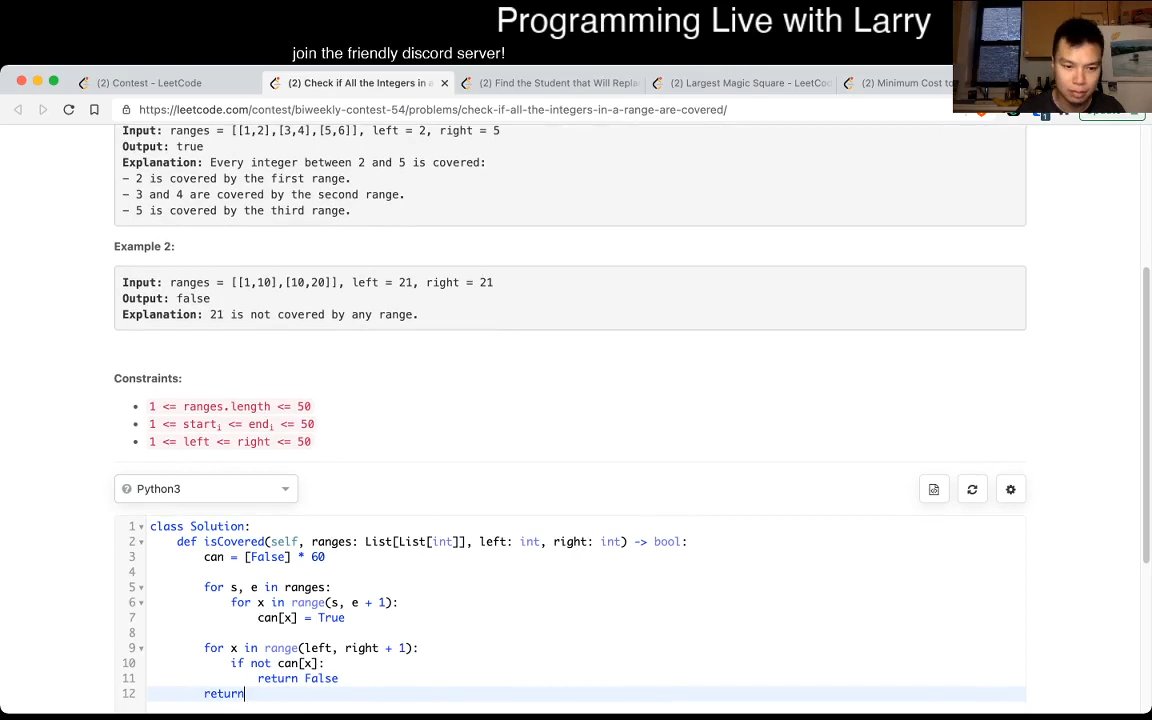 Programming Live with Larry
join the friendly discord server!
(2) Contest - LeetCode
(2) Check if All the Integers in a
(2) Find the Student that Will Repla
(2) Largest Magic Square - LeetCod
(2) Minimum Cost to
https://leetcode.com/contest/biweekly-contest-54/problems/check-if-all-the-integers-in-a-range-are-covered/
1
Input: ranges = [[1,2],[3,4],[5,6]], left = 2, right = 5
Output: true
Explanation: Every integer between 2 and 5 is covered:
- 2 is covered by the first range.
- 3 and 4 are covered by the second range.
- 5 is covered by the third range.
Example 2:
Input: ranges = [[1,10],[10,20]], left = 21, right = 21
Output: false
Explanation: 21 is not covered by any range.
Constraints:
• 1 <= ranges.length <= 50
• 1 <= starti <= endi <= 50
• 1 <= left <= right <= 50
Python3
1 class Solution:
2 def isCovered(self, ranges: List[List[int]], left: int, right: int) -> bool:
3 can = [False] * 60
4
5 for s, e in ranges:
6 for x in range(s, e + 1):
7 can[x] = True
8
9 for x in range(left, right + 1):
10 if not can[x]:
11 return False
12 return